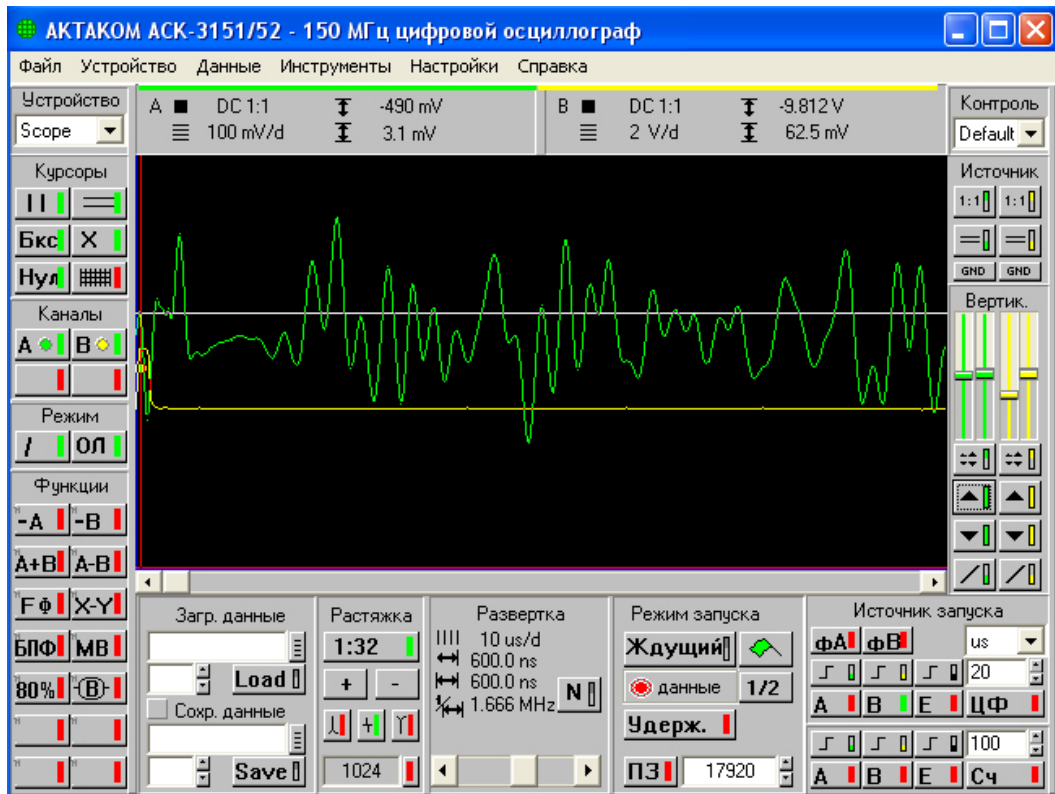 АКТАКОМ АСК-3151/52 - 150 МГц цифровой осциллограф
Файл Устройство Данные Инструменты Настройки Справка
Устройство
Scope
A DC 1:1 -490 mV
100 mV/d 3.1 mV
B DC 1:1 -9.812 V
2 V/d 62.5 mV
Контроль
Default
Курсоры
Бкс X
Нул
Каналы
A B
Режим
/ ОЛ
Функции
-A -B
A+B A-B
FФ X-Y
БПФ МВ
80% (B)
Источник
1:1 1:1
GND GND
Вертик.
Загр. данные
Load
Сохр. данные
Save
Растяжка
1:32
+ -
1024
Развертка
10 us/d
600.0 ns
600.0 ns
1.666 MHz
N
Режим запуска
Ждущий
данные 1/2
Удерж.
ПЗ 17920
Источник запуска
фА фВ us
20
A B E ЦФ
100
A B E Сч